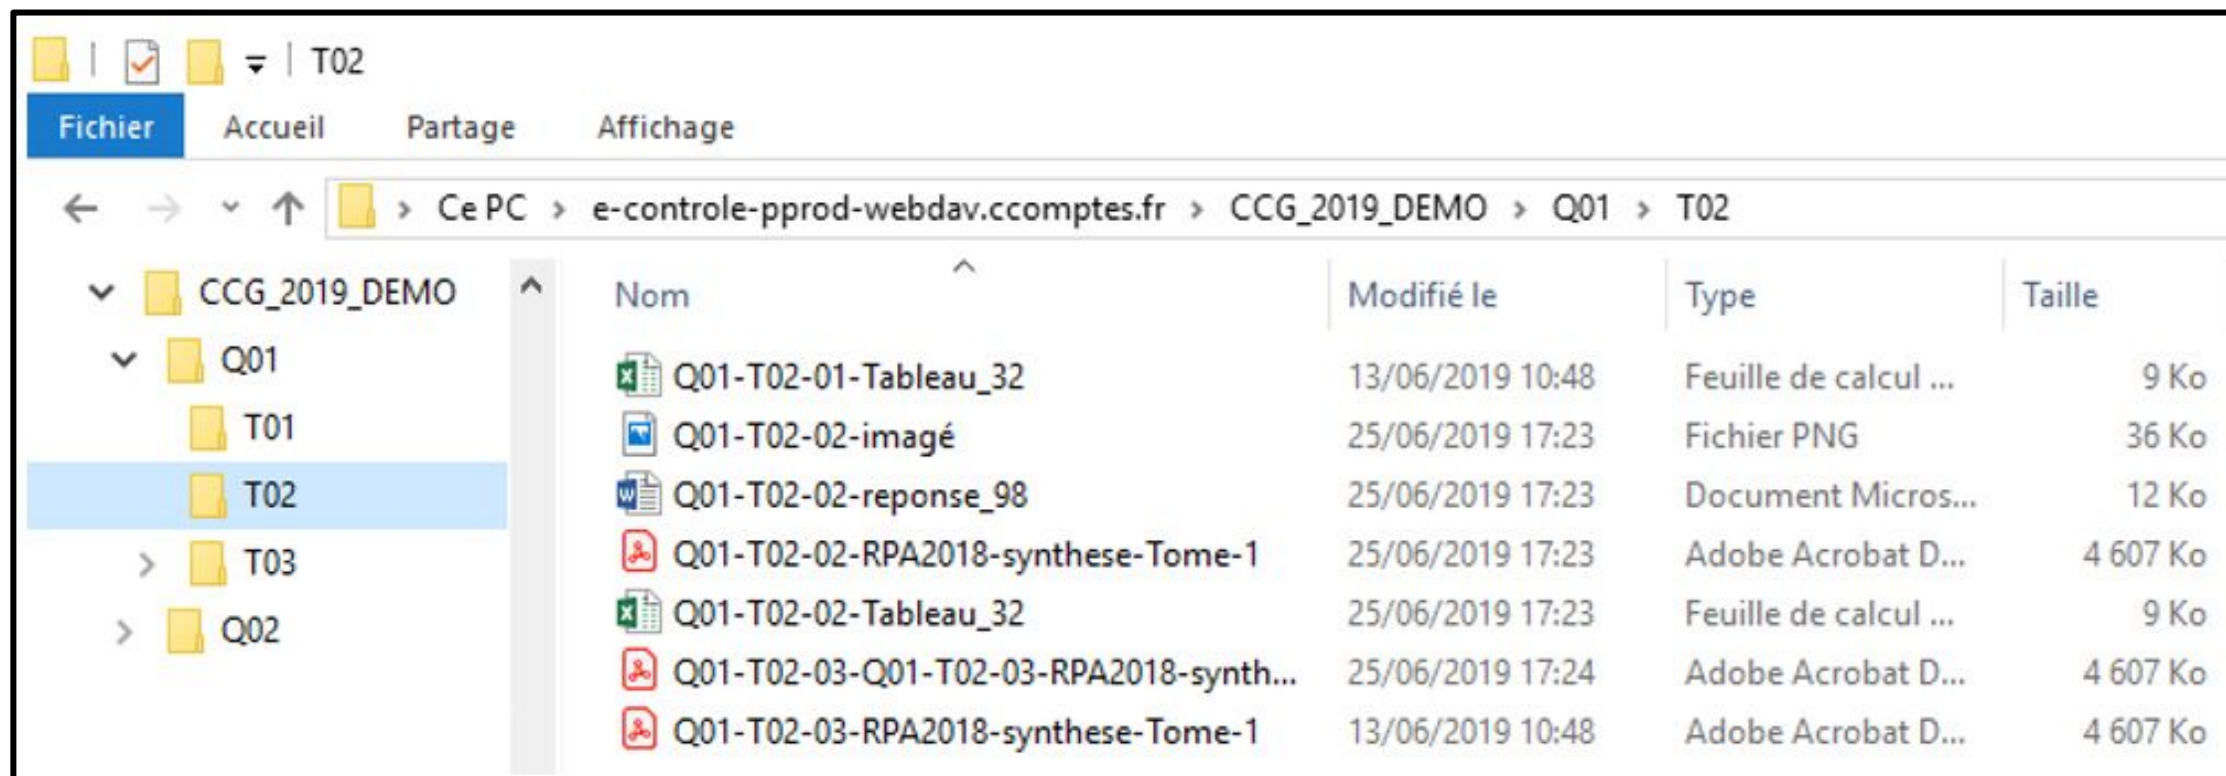 T02
Fichier Accueil Partage Affichage
Ce PC > e-controle-pprod-webdav.ccomptes.fr > CCG_2019_DEMO > Q01 > T02
CCG_2019_DEMO
Q01
T01
T02
T03
Q02
Nom Modifié le Type Taille
Q01-T02-01-Tableau_32 13/06/2019 10:48 Feuille de calcul ... 9 Ko
Q01-T02-02-imagé 25/06/2019 17:23 Fichier PNG 36 Ko
Q01-T02-02-reponse_98 25/06/2019 17:23 Document Micros... 12 Ko
Q01-T02-02-RPA2018-synthese-Tome-1 25/06/2019 17:23 Adobe Acrobat D... 4 607 Ko
Q01-T02-02-Tableau_32 25/06/2019 17:23 Feuille de calcul ... 9 Ko
Q01-T02-03-Q01-T02-03-RPA2018-synth... 25/06/2019 17:24 Adobe Acrobat D... 4 607 Ko
Q01-T02-03-RPA2018-synthese-Tome-1 13/06/2019 10:48 Adobe Acrobat D... 4 607 Ko